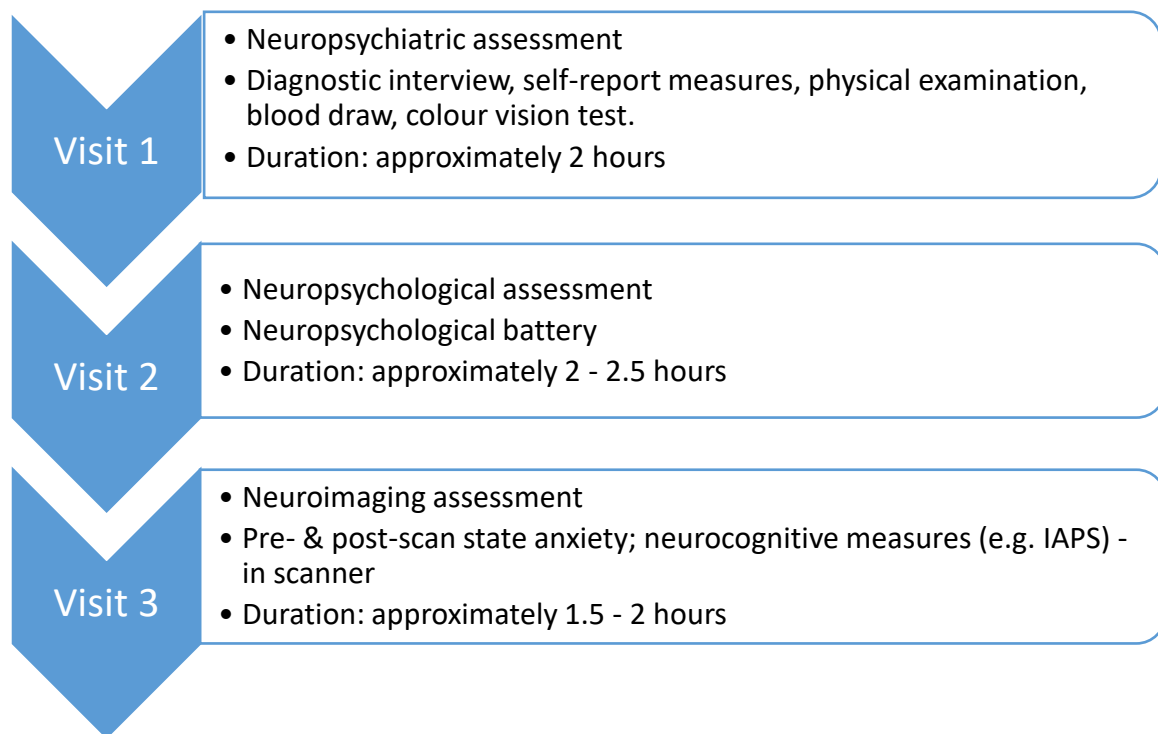 Visit 1
• Neuropsychiatric assessment
• Diagnostic interview, self-report measures, physical examination,
blood draw, colour vision test.
• Duration: approximately 2 hours
Visit 2
• Neuropsychological assessment
• Neuropsychological battery
• Duration: approximately 2 - 2.5 hours
Visit 3
• Neuroimaging assessment
• Pre- & post-scan state anxiety; neurocognitive measures (e.g. IAPS) -
in scanner
• Duration: approximately 1.5 - 2 hours